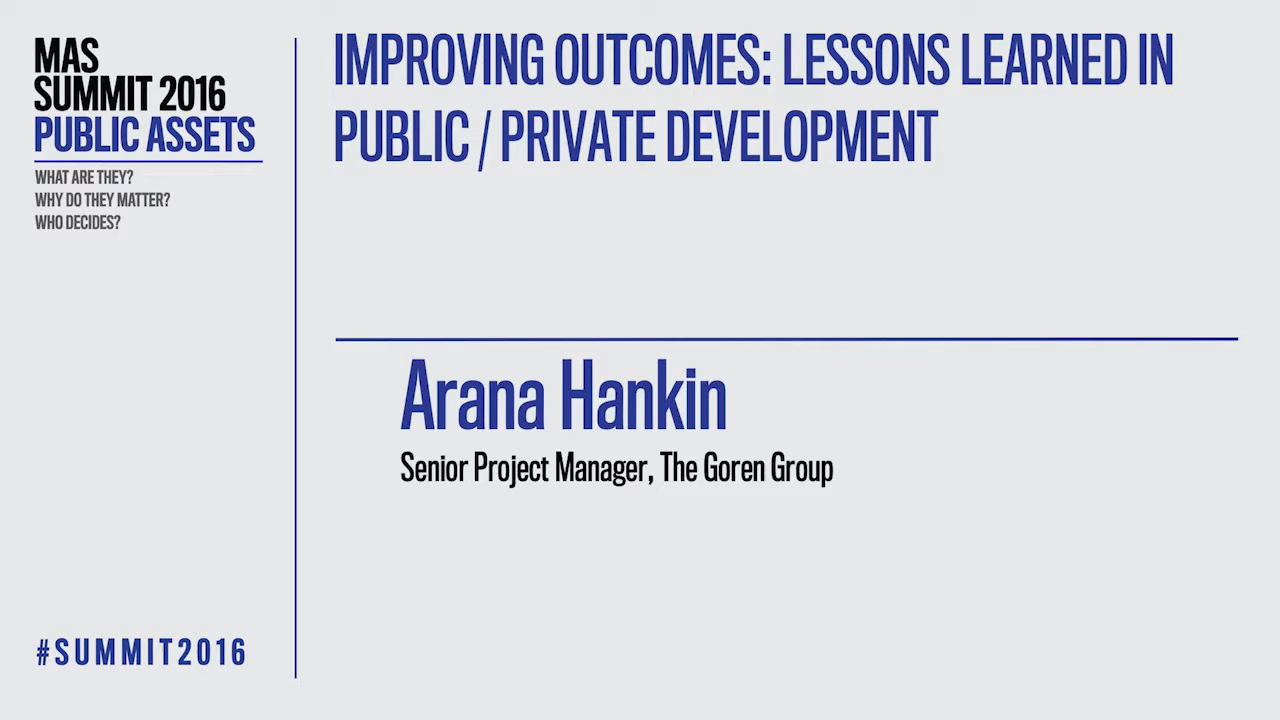 MAS
SUMMIT 2016
PUBLIC ASSETS
WHAT ARE THEY?
WHY DO THEY MATTER?
WHO DECIDES?
#SUMMIT2016
IMPROVING OUTCOMES: LESSONS LEARNED IN
PUBLIC / PRIVATE DEVELOPMENT
Arana Hankin
Senior Project Manager, The Goren Group